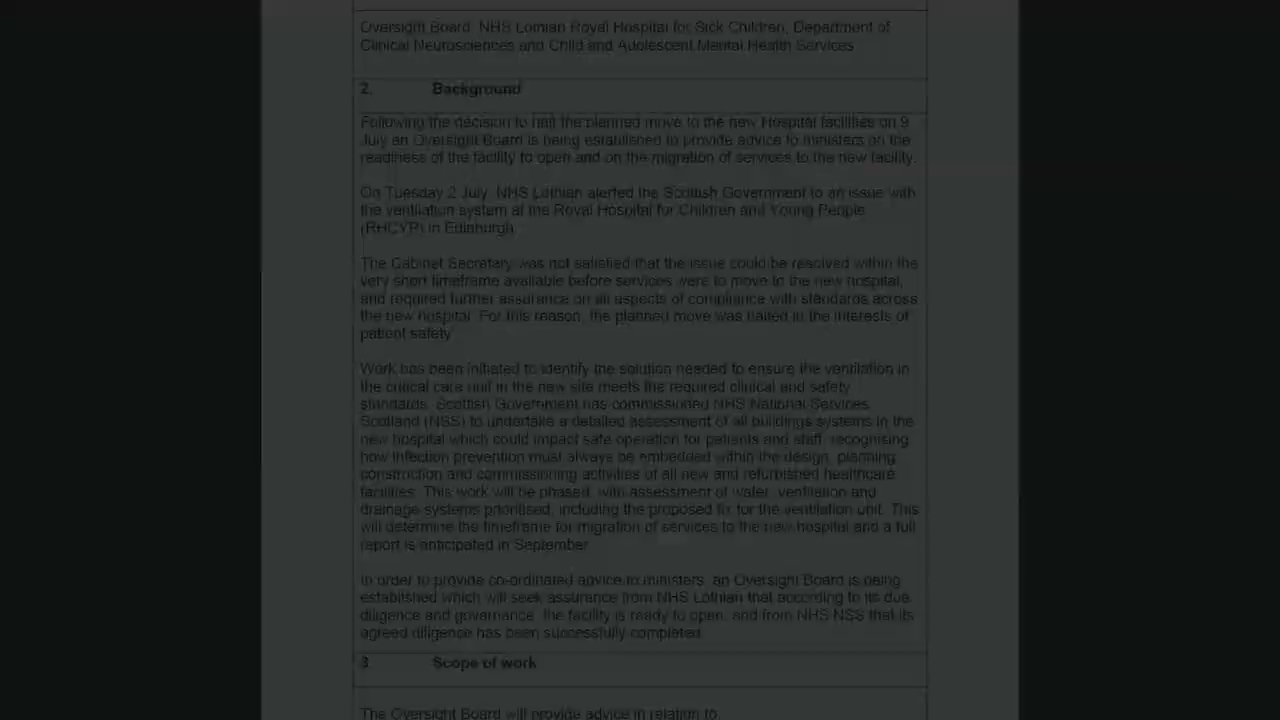 Oversight Board: NHS Lothian Royal Hospital for Sick Children, Department of
Clinical Neurosciences and Child and Adolescent Mental Health Services
2. Background
Following the decision to halt the planned move to the new Hospital facilities on 9
July an Oversight Board is being established to provide advice to ministers on the
readiness of the facility to open and on the migration of services to the new facility.
On Tuesday 2 July, NHS Lothian alerted the Scottish Government to an issue with
the ventilation system at the Royal Hospital for Children and Young People
(RHCYP) in Edinburgh.
The Cabinet Secretary was not satisfied that the issue could be resolved within the
very short timeframe available before services were to move to the new hospital,
and required further assurance on all aspects of compliance with standards across
the new hospital. For this reason, the planned move was halted in the interests of
patient safety.
Work has been initiated to identify the solution needed to ensure the ventilation in
the critical care unit in the new site meets the required clinical and safety
standards. Scottish Government has commissioned NHS National Services
Scotland (NSS) to undertake a detailed assessment of all buildings systems in the
new hospital which could impact safe operation for patients and staff, recognising
how infection prevention must always be embedded within the design, planning,
construction and commissioning activities of all new and refurbished healthcare
facilities. This work will be phased, with assessment of water, ventilation and
drainage systems prioritised, including the proposed fix for the ventilation unit. This
will determine the timeframe for migration of services to the new hospital and a full
report is anticipated in September.
In order to provide co-ordinated advice to ministers, an Oversight Board is being
established which will seek assurance from NHS Lothian that according to its due
diligence and governance, the facility is ready to open, and from NHS NSS that its
agreed diligence has been successfully completed.
3. Scope of work
The Oversight Board will provide advice in relation to: